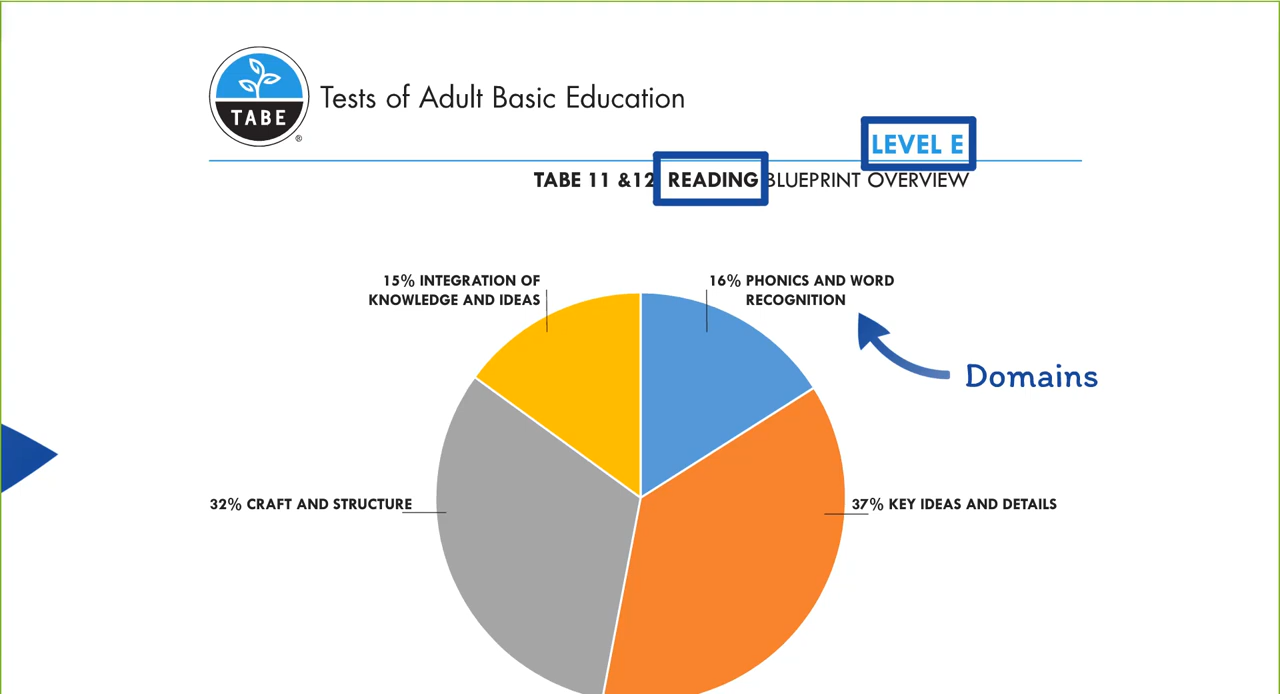 TABE
®
Tests of Adult Basic Education
LEVEL E
TABE 11 &12 READING BLUEPRINT OVERVIEW
15% INTEGRATION OF
KNOWLEDGE AND IDEAS
16% PHONICS AND WORD
RECOGNITION
Domains
32% CRAFT AND STRUCTURE
37% KEY IDEAS AND DETAILS